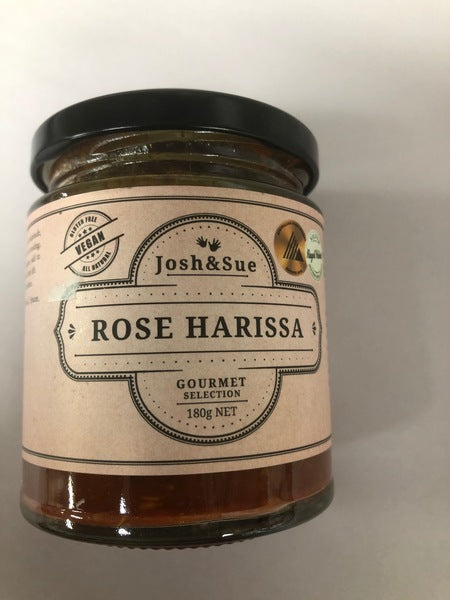 GLUTEN FREE
VEGAN
ALL NATURAL
Josh&Sue
ROSE HARISSA
GOURMET
SELECTION
180g NET